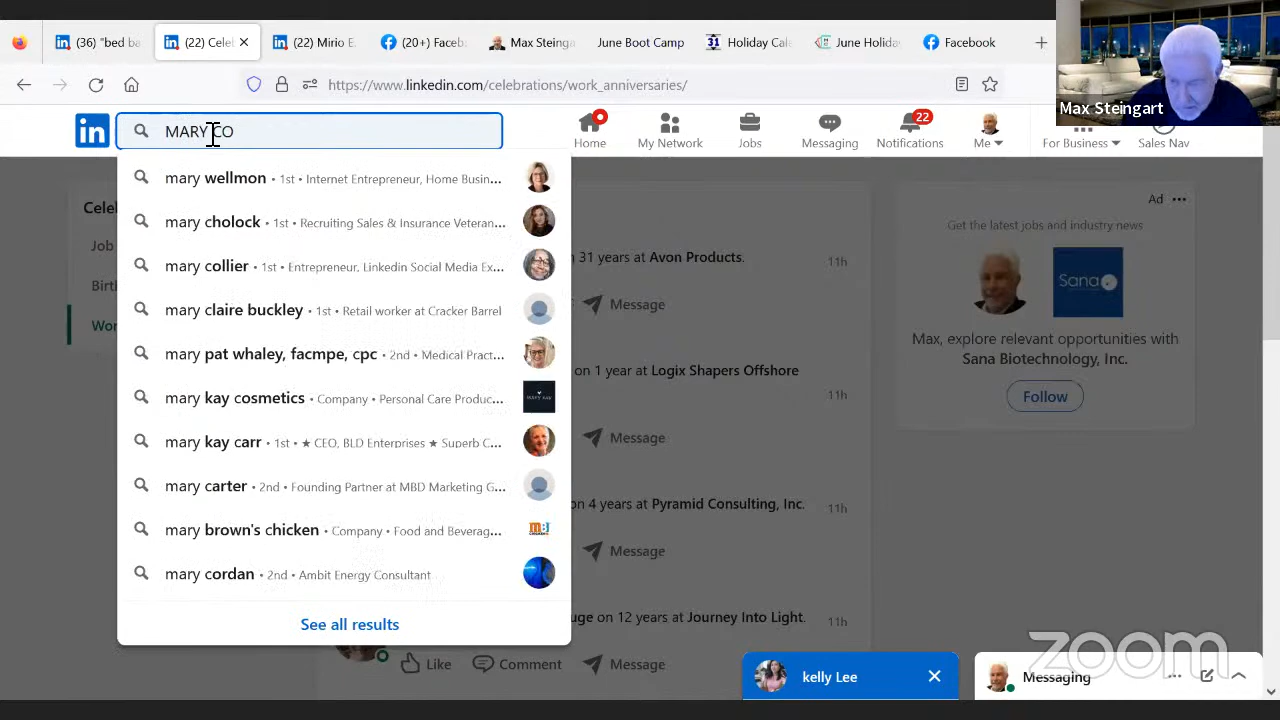 (36) "bed ba
(22) Celeb
(22) Mirio E
(20+) Faceb
Max Steinga
June Boot Camp
31
Holiday Cal
June Holida
Facebook
https://www.linkedin.com/celebrations/work_anniversaries/
Max Steingart
in
MARY CO
Home
My Network
Jobs
Messaging
22
Notifications
Me
For Business
Sales Nav
mary wellmon • 1st • Internet Entrepreneur, Home Busin...
mary cholock • 1st • Recruiting Sales & Insurance Veteran...
mary collier • 1st • Entrepreneur, Linkedin Social Media Ex...
mary claire buckley • 1st • Retail worker at Cracker Barrel
mary pat whaley, facmpe, cpc • 2nd • Medical Pract...
mary kay cosmetics • Company • Personal Care Produc...
MARY KAY
mary kay carr • 1st • ★ CEO, BLD Enterprises ★ Superb C...
mary carter • 2nd • Founding Partner at MBD Marketing G...
mary brown's chicken • Company • Food and Beverag...
mary cordan • 2nd • Ambit Energy Consultant
See all results
Celeb
Job
Birt
Wor
31 years at Avon Products.
11h
Message
on 1 year at Logix Shapers Offshore
11h
Message
on 4 years at Pyramid Consulting, Inc.
11h
Message
uge on 12 years at Journey Into Light.
11h
Like
Comment
Message
Ad
Get the latest jobs and industry news
Sana
Max, explore relevant opportunities with
Sana Biotechnology, Inc.
Follow
kelly Lee
Messaging
zoom